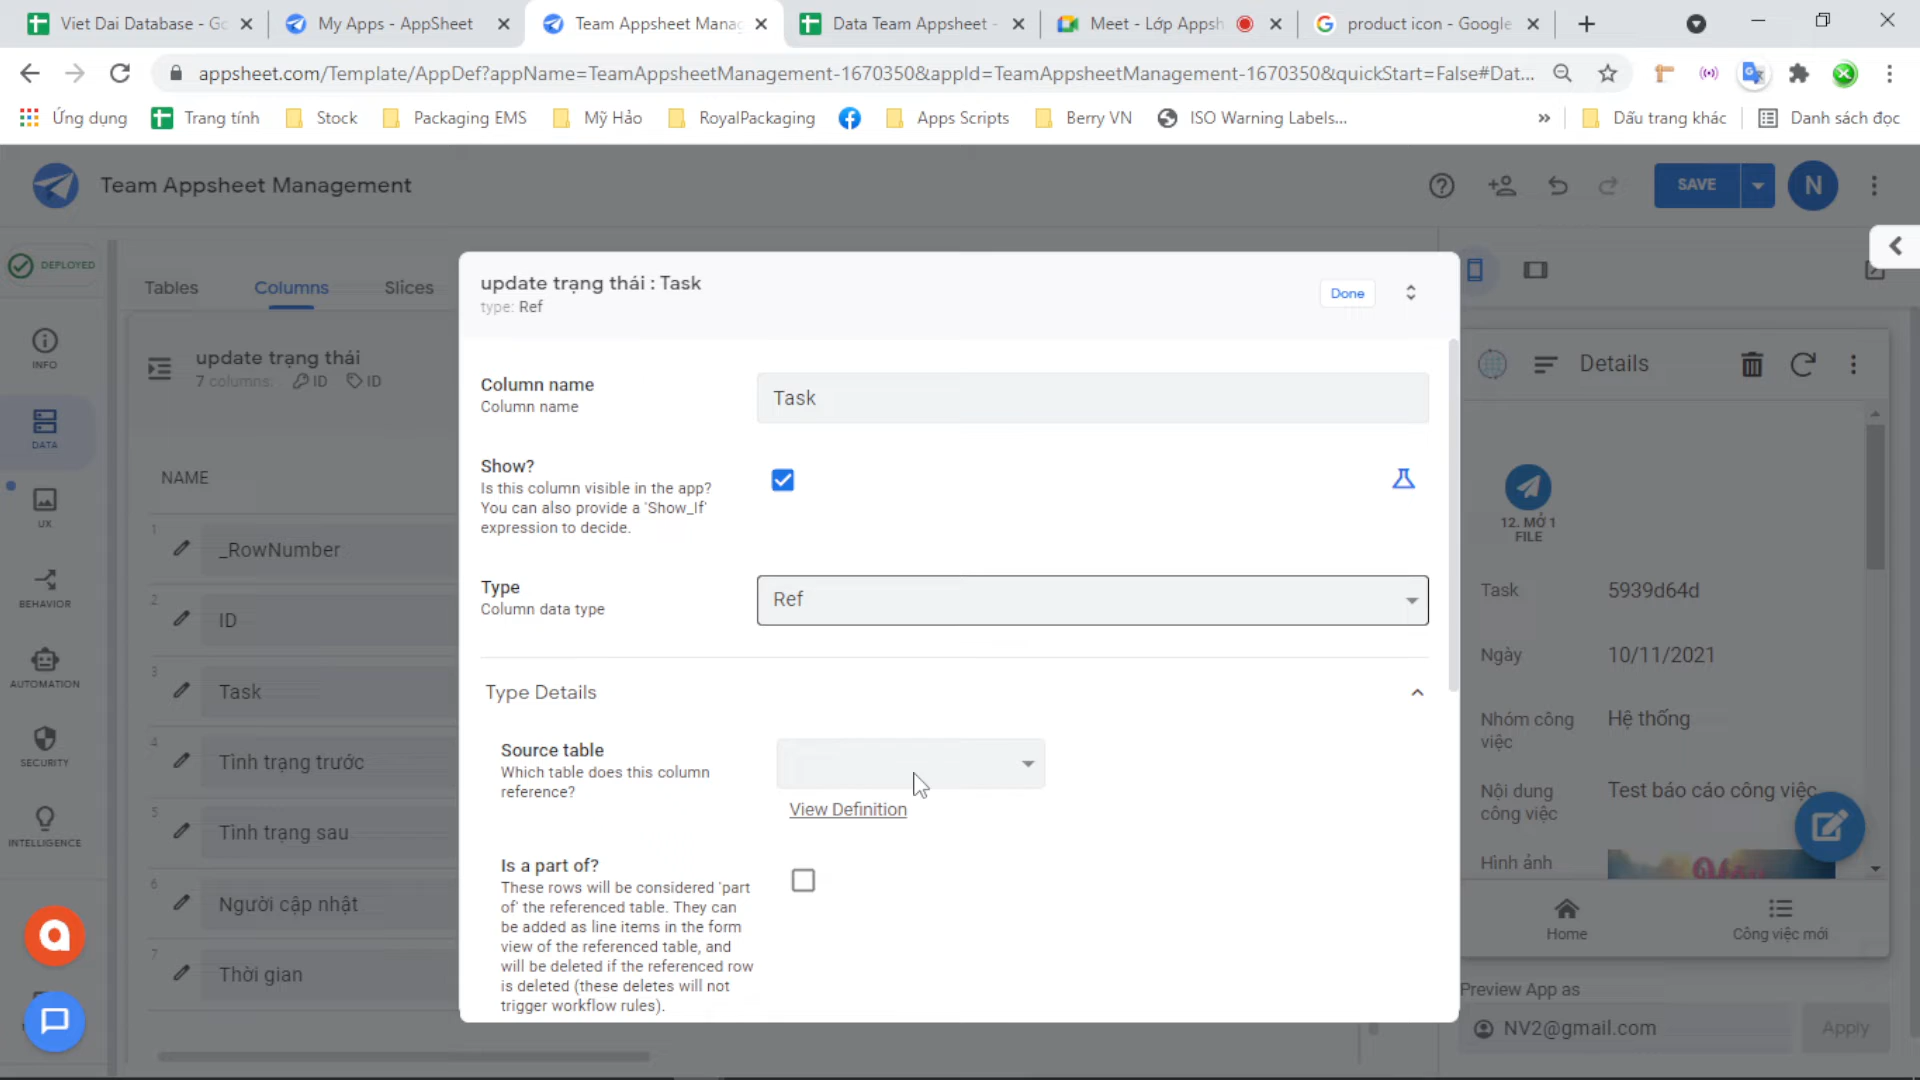 Viet Dai Database - Go
My Apps - AppSheet
Team Appsheet Manag
Data Team Appsheet -
Meet - Lớp Appsh
product icon - Google
appsheet.com/Template/AppDef?appName=TeamAppsheetManagement-1670350&appId=TeamAppsheetManagement-1670350&quickStart=False#Dat...
Ứng dụng
Trang tính
Stock
Packaging EMS
Mỹ Hảo
RoyalPackaging
Apps Scripts
Berry VN
ISO Warning Labels...
»
Dấu trang khác
Danh sách đọc
Team Appsheet Management
SAVE
N
DEPLOYED
INFO
DATA
UX
BEHAVIOR
AUTOMATION
SECURITY
INTELLIGENCE
Tables
Columns
Slices
update trạng thái
7 columns: ID ID
NAME
1 _RowNumber
2 ID
3 Task
4 Tình trạng trước
5 Tình trạng sau
6 Người cập nhật
7 Thời gian
update trạng thái : Task
type: Ref
Done
Column name
Column name
Task
Show?
Is this column visible in the app?
You can also provide a 'Show_If'
expression to decide.
Type
Column data type
Ref
Type Details
Source table
Which table does this column
reference?
View Definition
Is a part of?
These rows will be considered 'part
of' the referenced table. They can
be added as line items in the form
view of the referenced table, and
will be deleted if the referenced row
is deleted (these deletes will not
trigger workflow rules).
Details
12. MỞ 1
FILE
Task 5939d64d
Ngày 10/11/2021
Nhóm công
việc
Hệ thống
Nội dung
công việc
Test báo cáo công việc
Hình ảnh
Home
Công việc mới
Preview App as
NV2@gmail.com
Apply